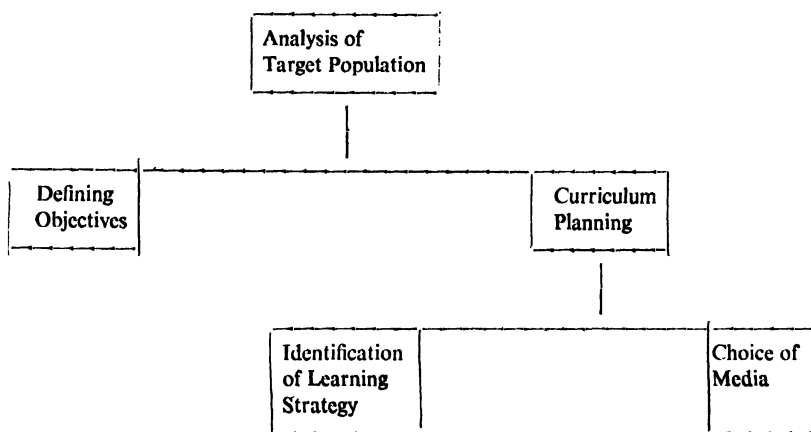 Analysis of
Target Population
Defining
Objectives
Curriculum
Planning
Identification
of Learning
Strategy
Choice of
Media